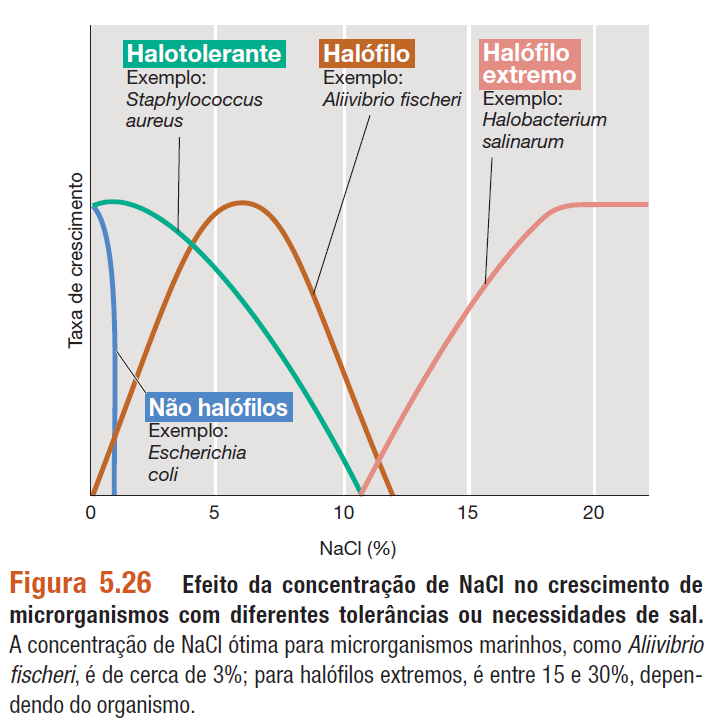 Halotolerante
Exemplo:
Staphylococcus
aureus
Halófilo
Exemplo:
Aliivibrio fischeri
Halófilo
extremo
Exemplo:
Halobacterium
salinarum
Taxa de crescimento
Não halófilos
Exemplo:
Escherichia
coli
0 5 10 15 20
NaCl (%)
Figura 5.26 Efeito da concentração de NaCl no crescimento de
microrganismos com diferentes tolerâncias ou necessidades de sal.
A concentração de NaCl ótima para microrganismos marinhos, como Aliivibrio
fischeri, é de cerca de 3%; para halófilos extremos, é entre 15 e 30%, depen-
dendo do organismo.